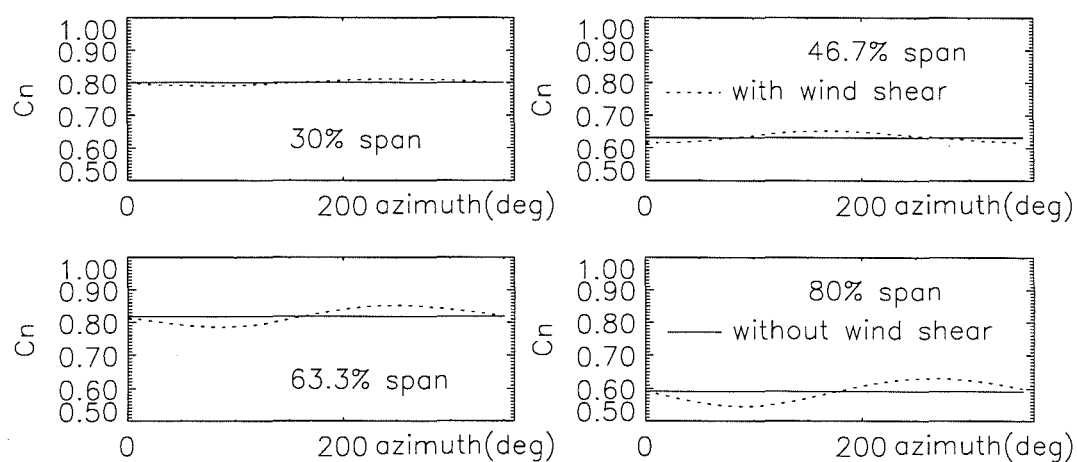 1.00
0.90
0.80
0.70
0.60
0.50
Cn
30% span
0
200 azimuth(deg)
1.00
0.90
0.80
0.70
0.60
0.50
Cn
46.7% span
with wind shear
0
200 azimuth(deg)
1.00
0.90
0.80
0.70
0.60
0.50
Cn
63.3% span
0
200 azimuth(deg)
1.00
0.90
0.80
0.70
0.60
0.50
Cn
80% span
without wind shear
0
200 azimuth(deg)